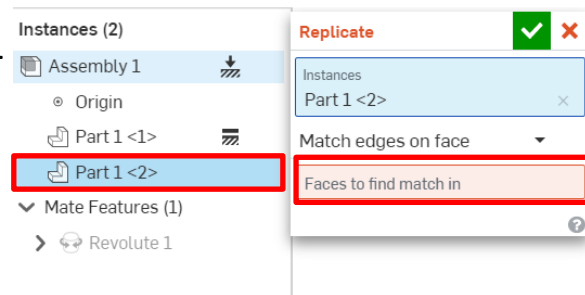 Instances (2)
Assembly 1
Origin
Part 1 <1>
Part 1 <2>
Mate Features (1)
Revolute 1
Replicate
Instances
Part 1 <2>
Match edges on face
Faces to find match in